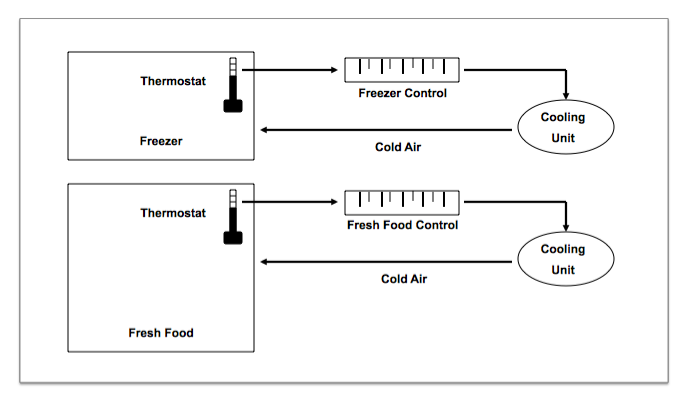 Thermostat
Freezer Control
Cooling
Unit
Freezer
Cold Air
Thermostat
Fresh Food Control
Cooling
Unit
Cold Air
Fresh Food